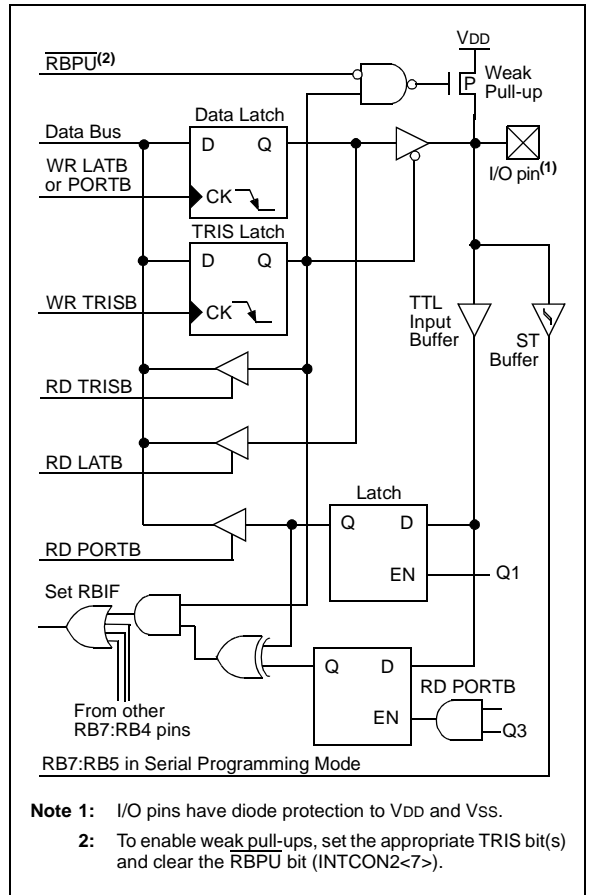 VDD
RBPU(2)
P
Weak
Pull-up
Data Latch
Data Bus
D Q
WR LATB
or PORTB
I/O pin(1)
CK
TRIS Latch
D Q
WR TRISB
CK
TTL
Input
Buffer
ST
Buffer
RD TRISB
RD LATB
Latch
Q D
RD PORTB
EN
Q1
Set RBIF
Q D
RD PORTB
EN
Q3
From other
RB7:RB4 pins
RB7:RB5 in Serial Programming Mode
Note 1: I/O pins have diode protection to VDD and VSS.
2: To enable weak pull-ups, set the appropriate TRIS bit(s)
and clear the RBPU bit (INTCON2<7>).